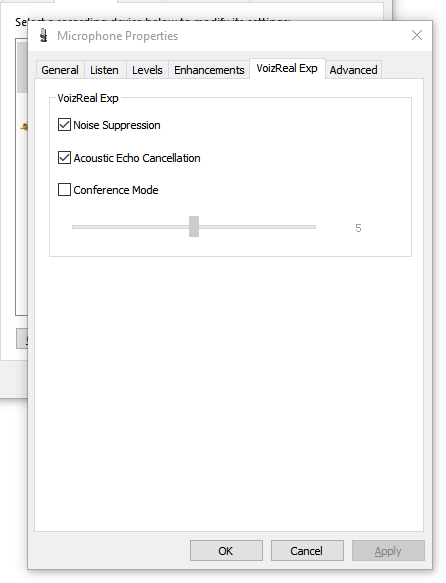 Select a recording device below to modify its settings:
Microphone Properties
General Listen Levels Enhancements VoizReal Exp Advanced
VoizReal Exp
Noise Suppression
Acoustic Echo Cancellation
Conference Mode
5
OK Cancel Apply